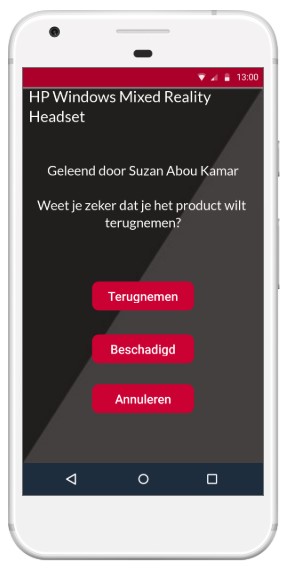 13:00
HP Windows Mixed Reality
Headset
Geleend door Suzan Abou Kamar
Weet je zeker dat je het product wilt
terugnemen?
Terugnemen
Beschadigd
Annuleren